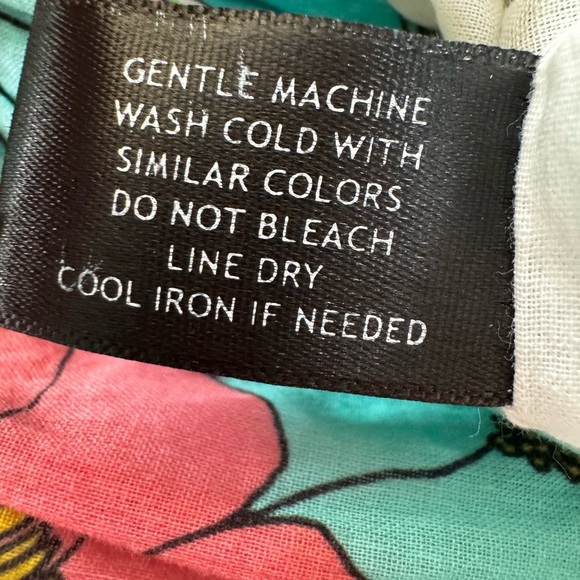 GENTLE MACHINE
WASH COLD WITH
SIMILAR COLORS
DO NOT BLEACH
LINE DRY
COOL IRON IF NEEDED